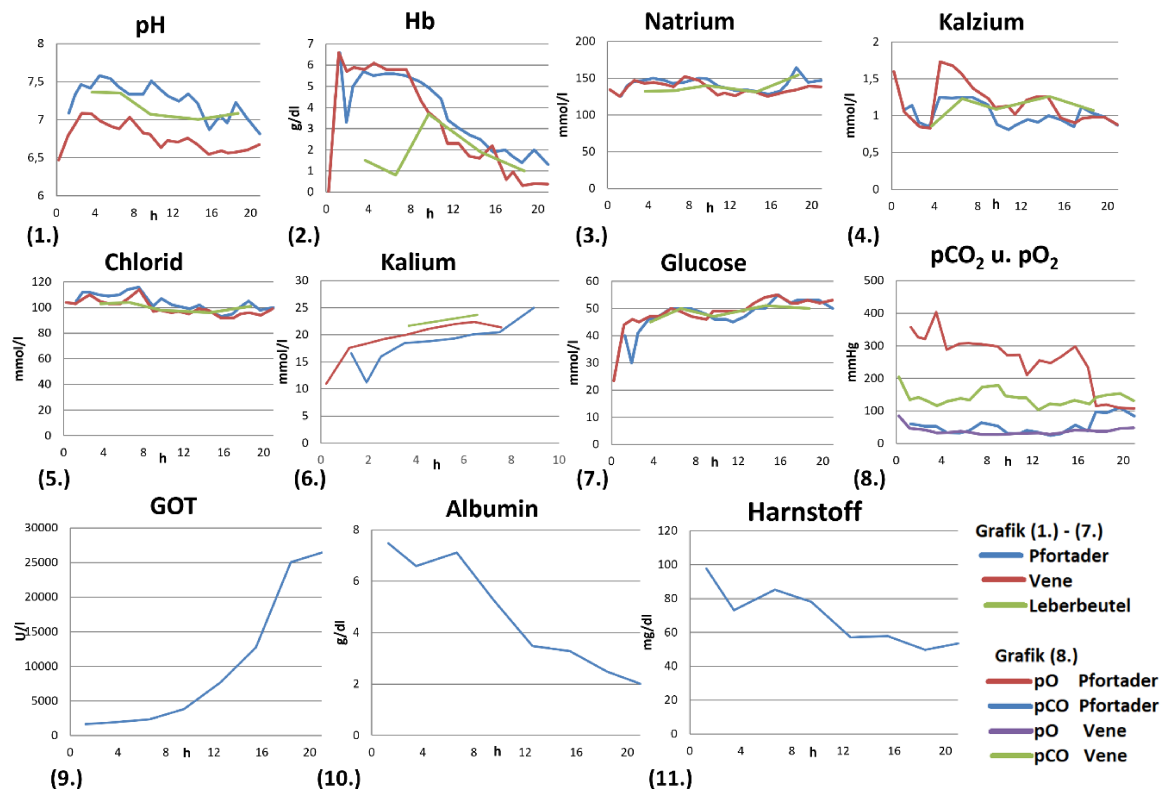 pH
8
7,5
7
6,5
6
0 4 8 12 16 20
h
(1.)
Hb
g/dl
7
6
5
4
3
2
1
0
0 4 8 12 16 20
h
(2.)
Natrium
mmol/l
200
150
100
50
0
0 4 8 12 16 20
h
(3.)
Kalzium
mmol/l
2
1,5
1
0,5
0
0 4 8 12 16 20
h
(4.)
Chlorid
mmol/l
120
100
80
60
40
20
0
0 4 8 12 16 20
h
(5.)
Kalium
mmol/l
30
25
20
15
10
5
0
0 2 4 6 8 10
h
(6.)
Glucose
mmol/l
60
50
40
30
20
10
0
0 4 8 12 16 20
h
(7.)
pCO₂ u. pO₂
mmHg
500
400
300
200
100
0
0 4 8 12 16 20
h
(8.)
GOT
U/l
30000
25000
20000
15000
10000
5000
0
0 4 8 12 16 20
h
(9.)
Albumin
g/dl
8
6
4
2
0
0 4 8 12 16 20
h
(10.)
Harnstoff
mg/dl
120
100
80
60
40
20
0
0 4 8 12 16 20
h
(11.)
Grafik (1.) - (7.)
Pfortader
Vene
Leberbeutel
Grafik (8.)
pO Pfortader
pCO Pfortader
pO Vene
pCO Vene